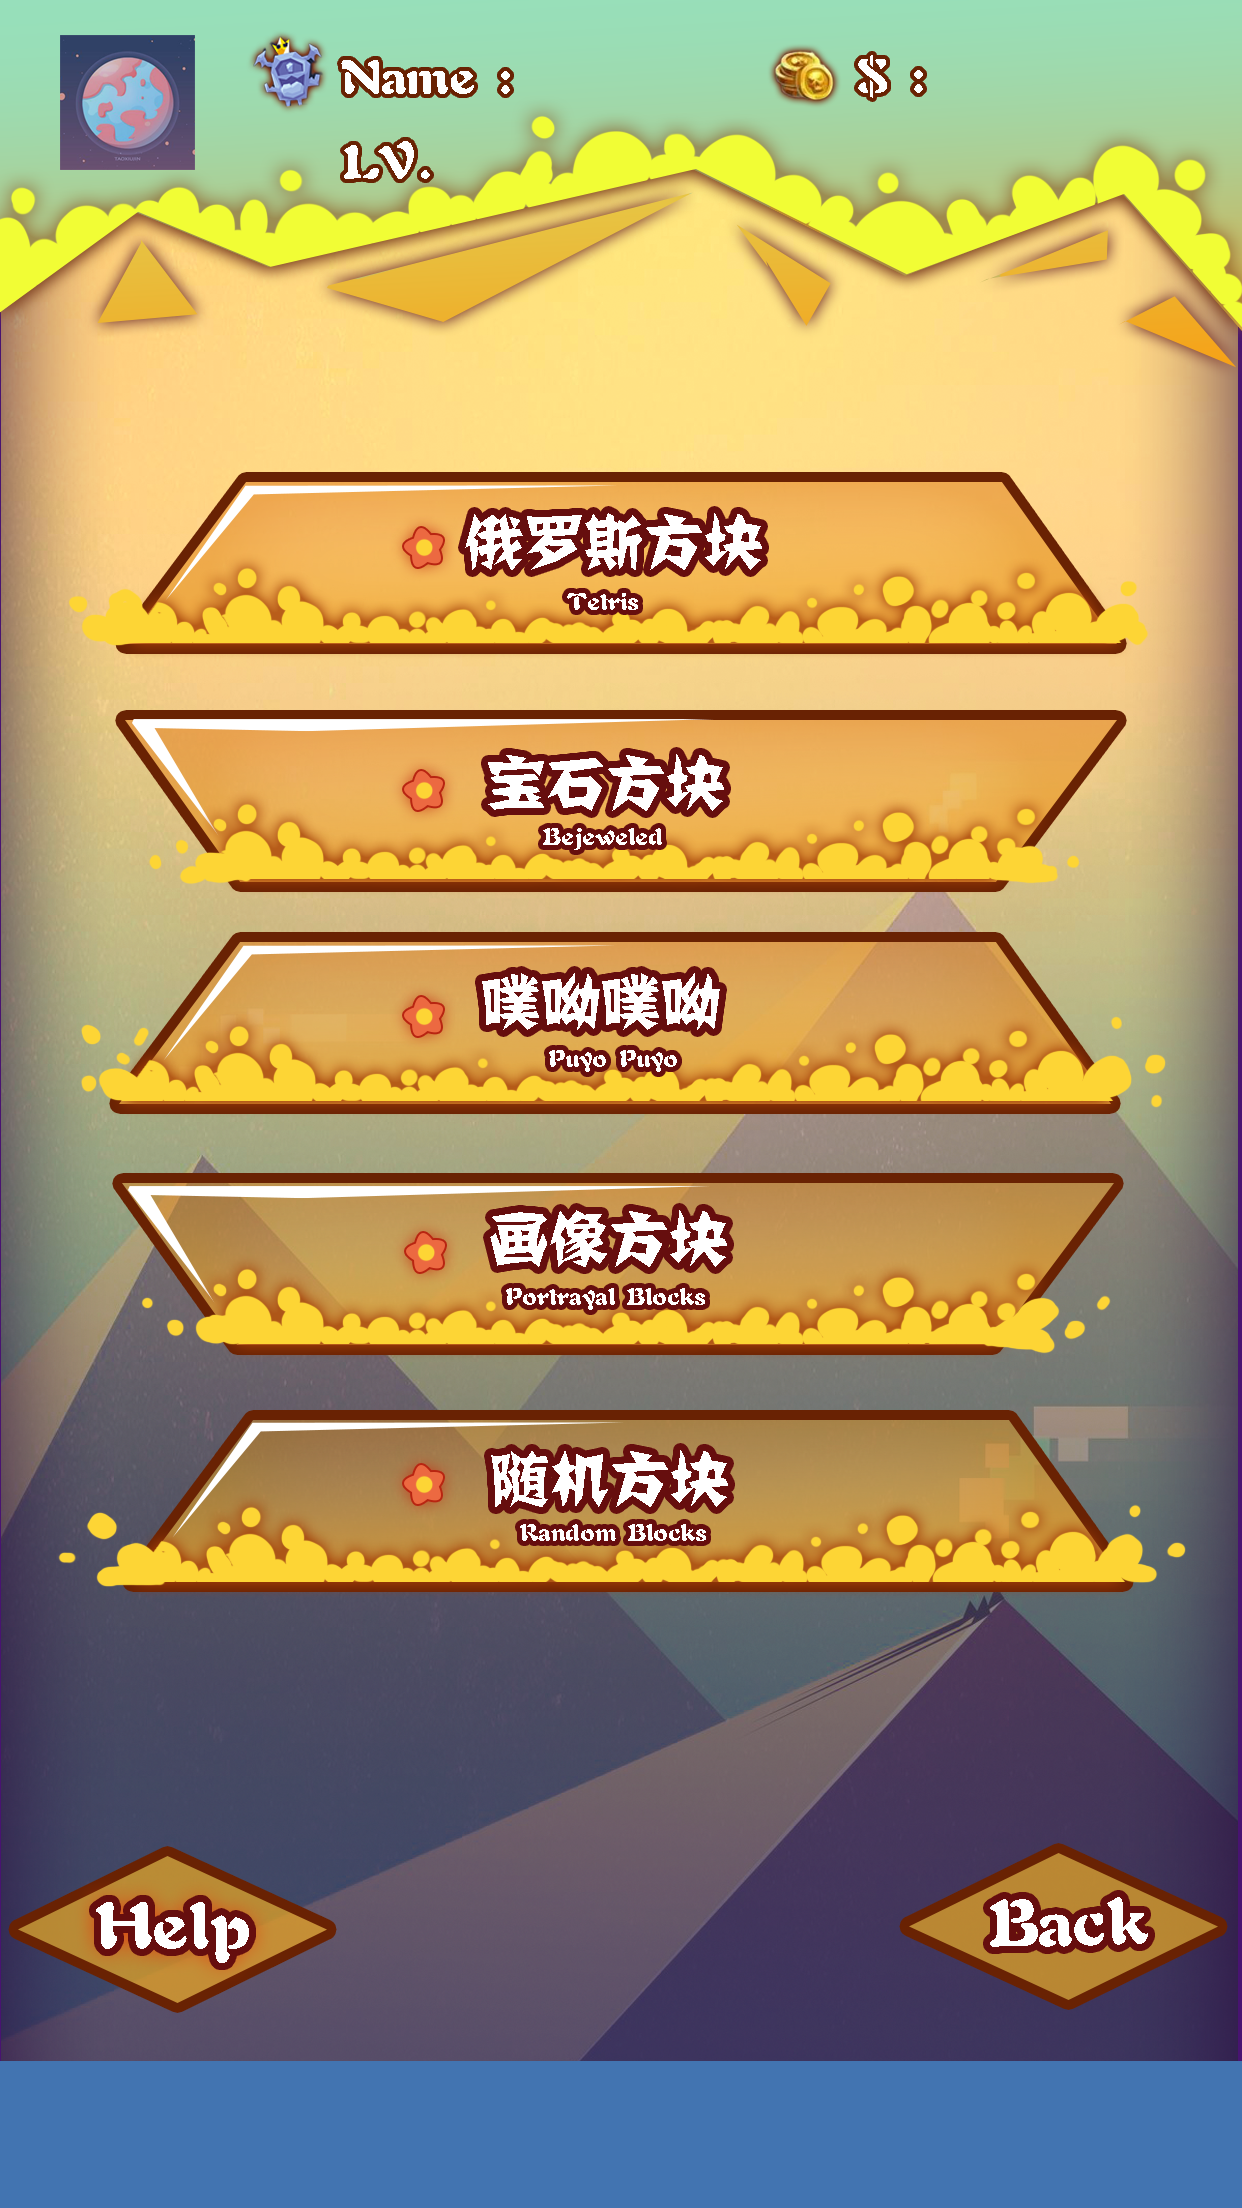 Name :
$ :
LV.
俄罗斯方块
Tetris
宝石方块
Bejeweled
噗呦噗呦
Puyo Puyo
画像方块
Portrayal Blocks
随机方块
Random Blocks
Help
Back